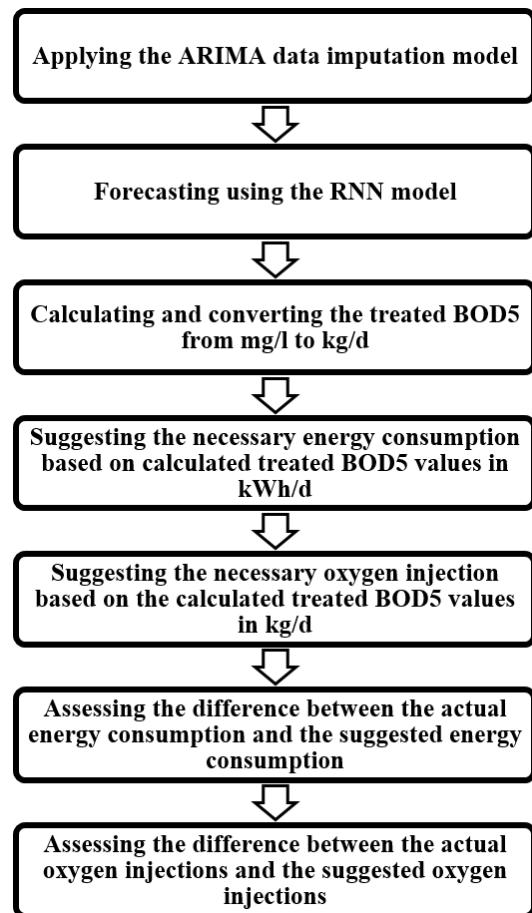 Applying the ARIMA data imputation model
Forecasting using the RNN model
Calculating and converting the treated BOD5
from mg/l to kg/d
Suggesting the necessary energy consumption
based on calculated treated BOD5 values in
kWh/d
Suggesting the necessary oxygen injection
based on the calculated treated BOD5 values
in kg/d
Assessing the difference between the actual
energy consumption and the suggested energy
consumption
Assessing the difference between the actual
oxygen injections and the suggested oxygen
injections